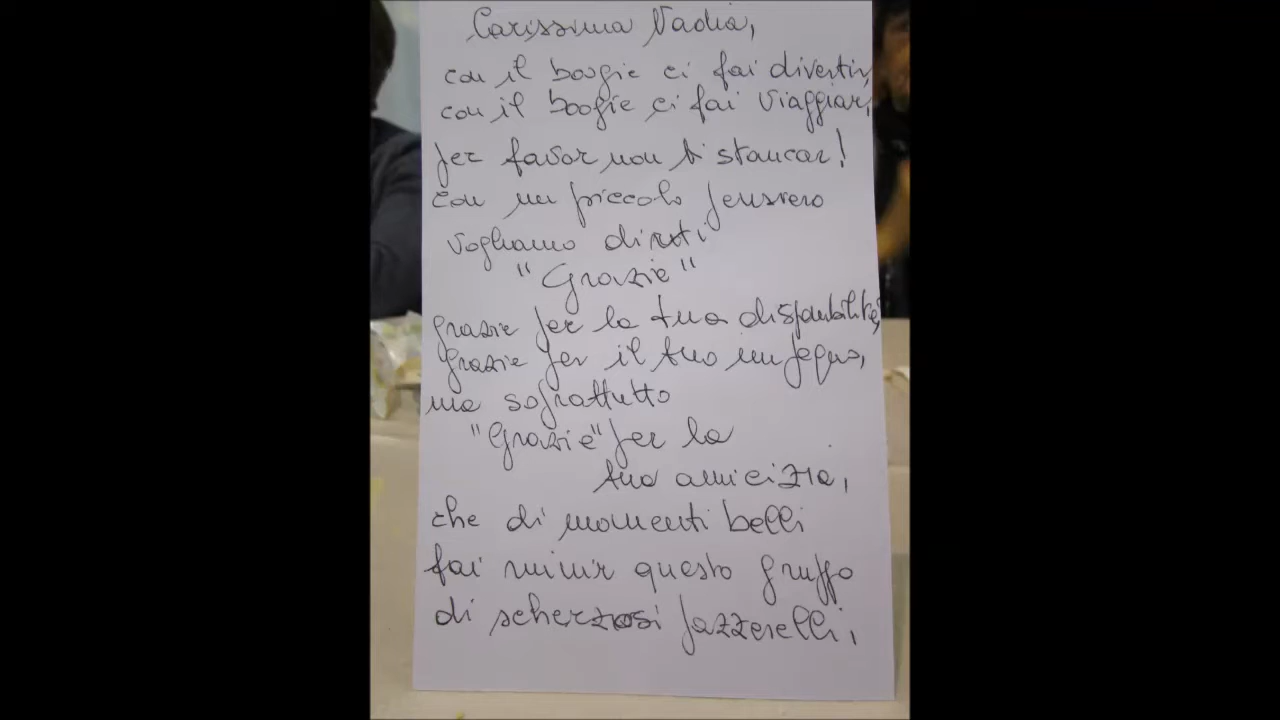 Carissima Nadia,
con il boogie ci fai divertir,
con il boogie ci fai viaggiar,
per favor non ti stancar!
con un piccolo pensiero
vogliamo dirti
"Grazie"
grazie per la tua disponibilità,
grazie per il tuo impegno,
ma soprattutto
"Grazie" per la
tua amicizia,
che di momenti belli
fai questo gruppo
di scherzosi pazzerelli,